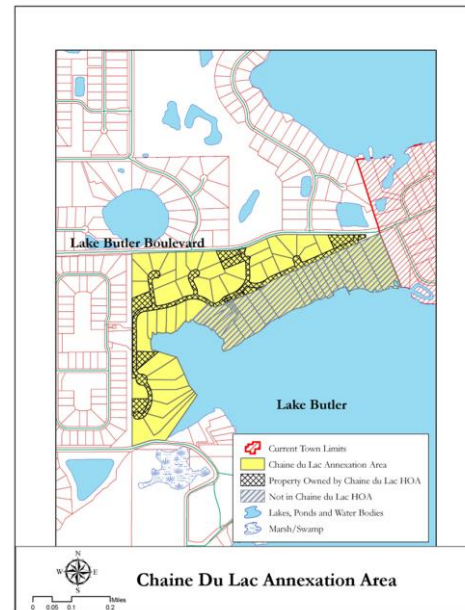 Lake Butler Boulevard
Lake Butler
Current Town Limits
Chaine du Lac Annexation Area
Property Owned by Chaine du Lac HOA
Not in Chaine du Lac HOA
Lakes, Ponds and Water Bodies
Marsh/Swamp
N
W E
S
Chaine Du Lac Annexation Area
Miles
0 0.05 0.1 0.2